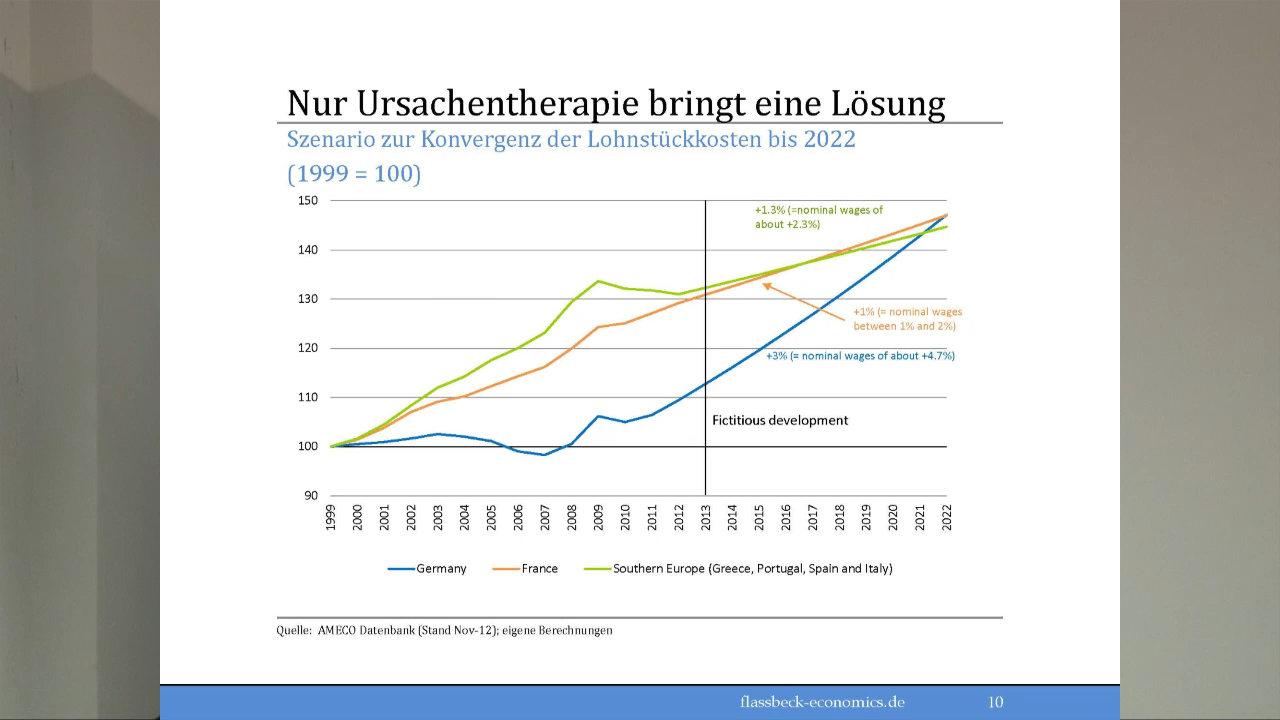 Nur Ursachentherapie bringt eine Lösung
Szenario zur Konvergenz der Lohnstückkosten bis 2022
(1999 = 100)
150
140
130
120
110
100
90
+1.3% (=nominal wages of
about +2.3%)
+1% (= nominal wages
between 1% and 2%)
+3% (= nominal wages of about +4.7%)
Fictitious development
1999
2000
2001
2002
2003
2004
2005
2006
2007
2008
2009
2010
2011
2012
2013
2014
2015
2016
2017
2018
2019
2020
2021
2022
Germany
France
Southern Europe (Greece, Portugal, Spain and Italy)
Quelle: AMECO Datenbank (Stand Nov-12); eigene Berechnungen
flassbeck-economics.de
10